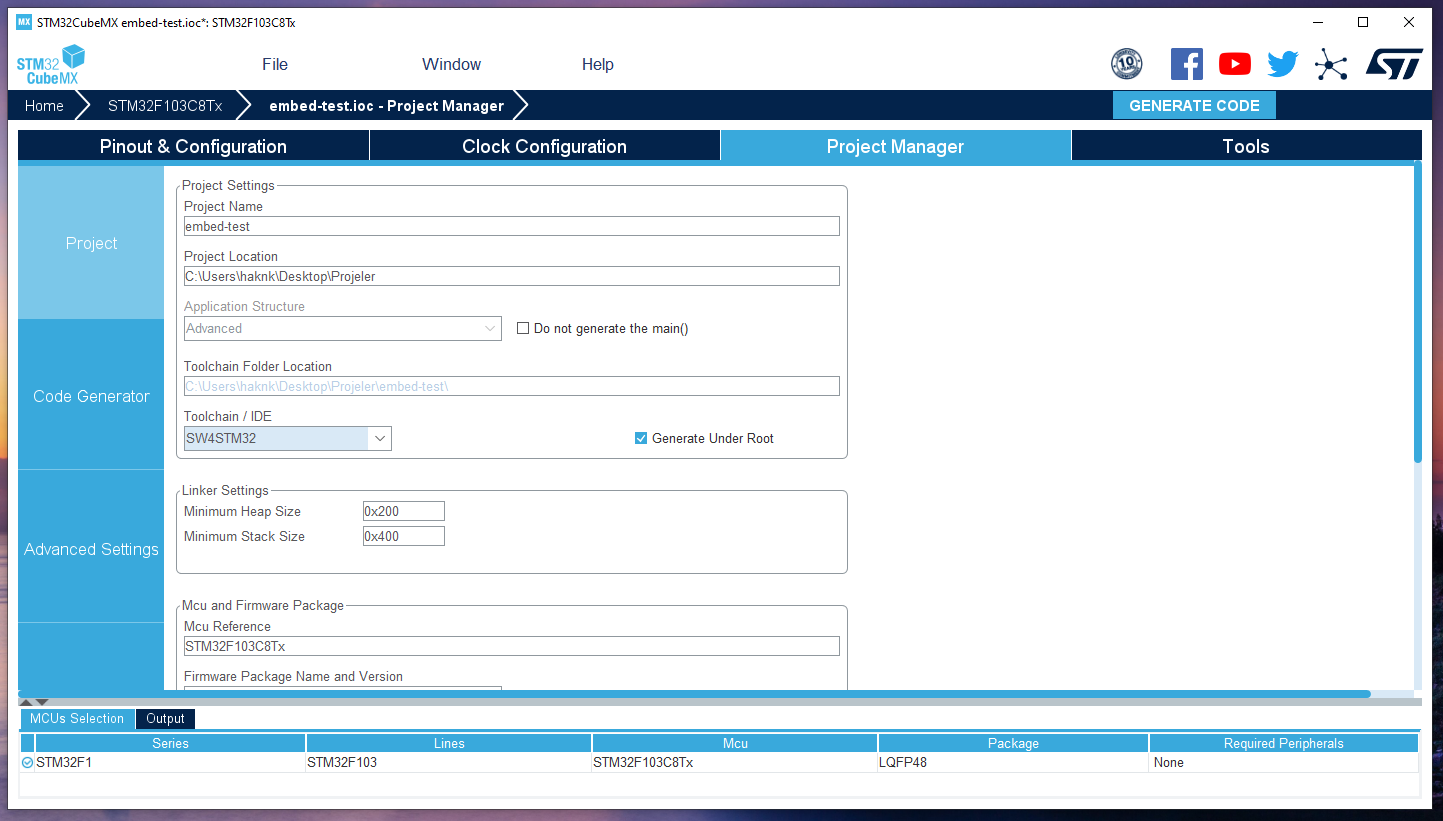 MX STM32CubeMX embed-test.ioc*: STM32F103C8Tx
STM32 CubeMX
File Window Help
10
Home STM32F103C8Tx embed-test.ioc - Project Manager GENERATE CODE
Pinout & Configuration Clock Configuration Project Manager Tools
Project
Code Generator
Advanced Settings
Project Settings
Project Name
embed-test
Project Location
C:\Users\haknk\Desktop\Projeler
Application Structure
Advanced Do not generate the main()
Toolchain Folder Location
C:\Users\haknk\Desktop\Projeler\embed-test\
Toolchain / IDE
SW4STM32 Generate Under Root
Linker Settings
Minimum Heap Size 0x200
Minimum Stack Size 0x400
Mcu and Firmware Package
Mcu Reference
STM32F103C8Tx
Firmware Package Name and Version
MCUs Selection Output
Series Lines Mcu Package Required Peripherals
STM32F1 STM32F103 STM32F103C8Tx LQFP48 None